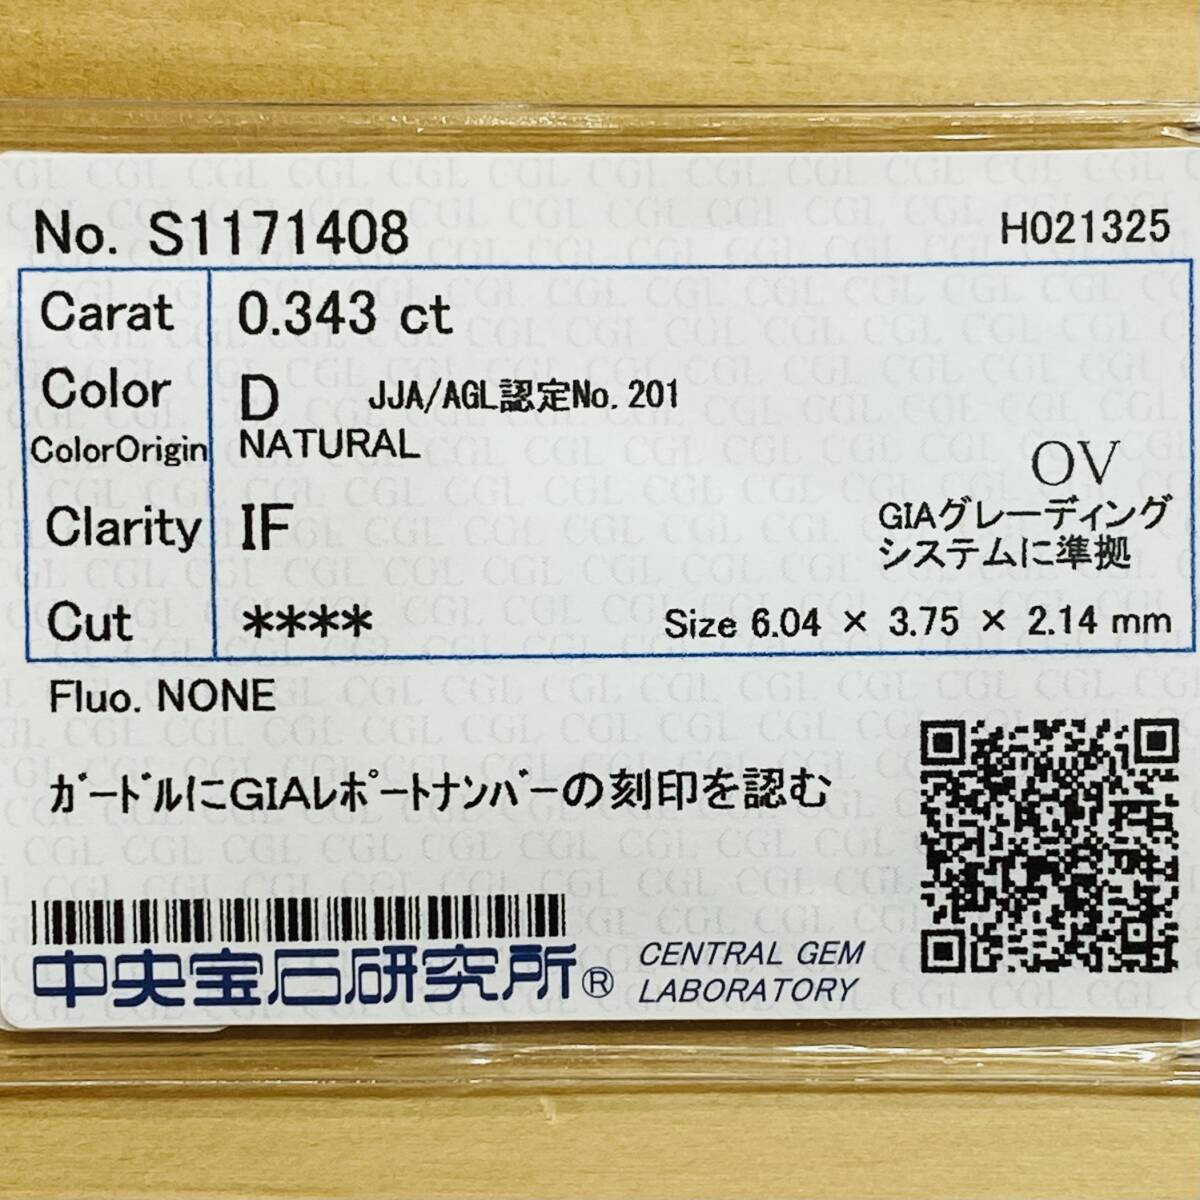 No. S1171408
H021325
Carat 0.343 ct
Color D JJA/AGL認定No.201
ColorOrigin NATURAL
OV
Clarity IF
GIAグレーディング
システムに準拠
Cut ****
Size 6.04 × 3.75 × 2.14 mm
Fluo. NONE
ｶﾞｰﾄﾞﾙにGIAﾚﾎﾟｰﾄﾅﾝﾊﾞｰの刻印を認む
中央宝石研究所® CENTRAL GEM
LABORATORY